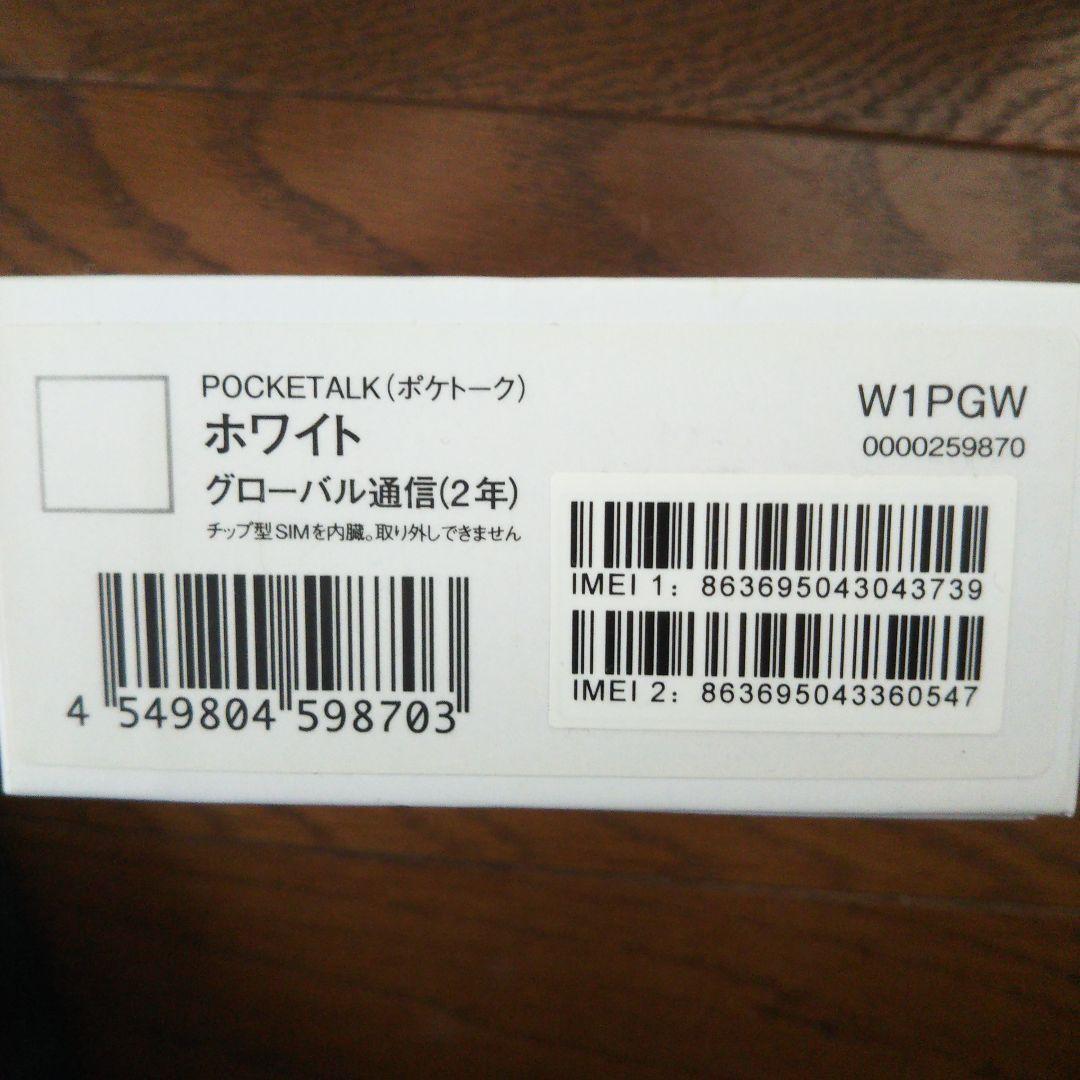 POCKETALK(ポケトーク)
ホワイト
グローバル通信(2年)
チップ型SIMを内臓。取り外しできません
4 549804 598703
W1PGW
0000259870
IMEI 1: 863695043043739
IMEI 2: 863695043360547